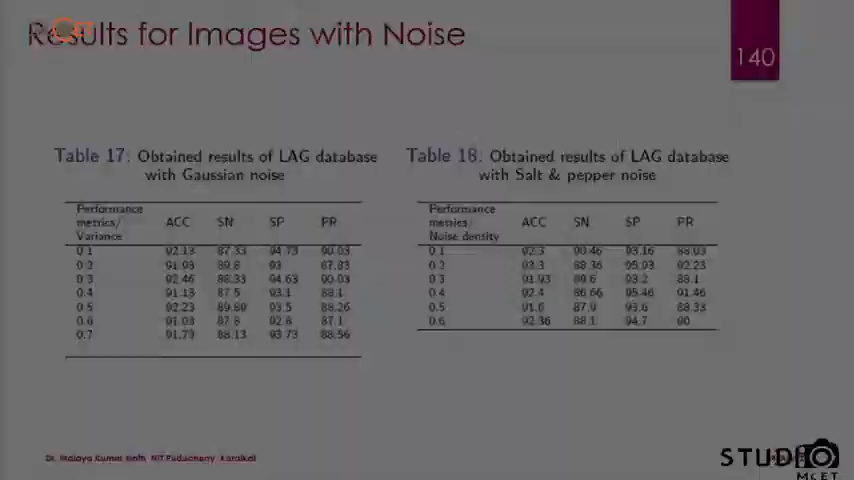 Results for Images with Noise
140
Table 17: Obtained results of LAG database
with Gaussian noise
Performance
metrics/ ACC SN SP PR
Variance
0.1 92.13 87.33 94.73 90.03
0.2 91.93 89.8 93 87.83
0.3 92.46 88.33 94.63 90.03
0.4 91.13 87.5 93.1 88.1
0.5 92.23 89.80 93.5 88.26
0.6 91.03 87.8 92.8 87.1
0.7 91.73 88.13 93.73 88.56
Table 18: Obtained results of LAG database
with Salt & pepper noise
Performance
metrics/ ACC SN SP PR
Noise density
0.1 92.3 90.46 93.16 88.03
0.2 93.3 88.36 95.93 92.23
0.3 91.93 89.6 93.2 88.1
0.4 92.4 86.66 95.46 91.46
0.5 91.6 87.9 93.6 88.33
0.6 92.36 88.1 94.7 90
Dr. Malaya Kumar Nath NIT Puducherry Karaikal
STUDIO
MCET